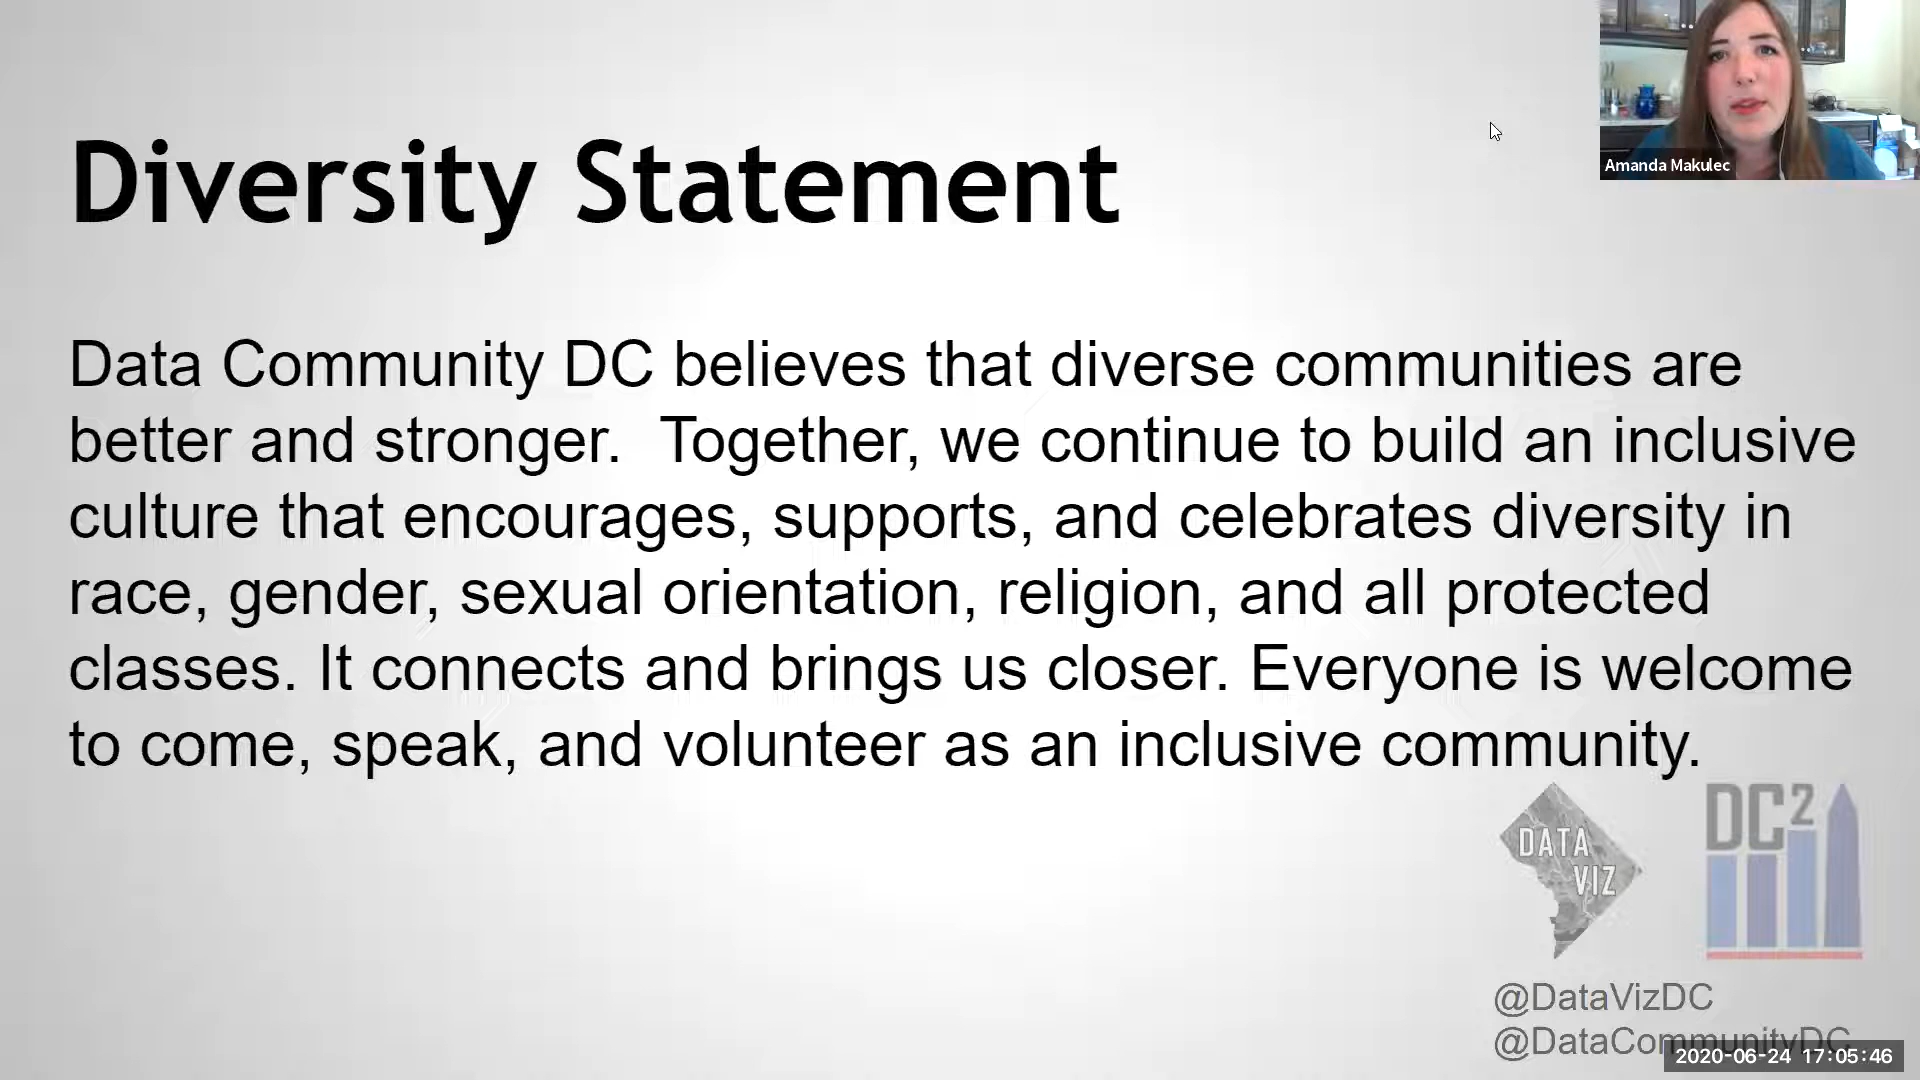 Amanda Makulec
Diversity Statement
Data Community DC believes that diverse communities are
better and stronger.  Together, we continue to build an inclusive
culture that encourages, supports, and celebrates diversity in
race, gender, sexual orientation, religion, and all protected
classes. It connects and brings us closer. Everyone is welcome
to come, speak, and volunteer as an inclusive community.
DATA
VIZ
DC²
@DataVizDC
@DataCommunityDC
2020-06-24 17:05:46